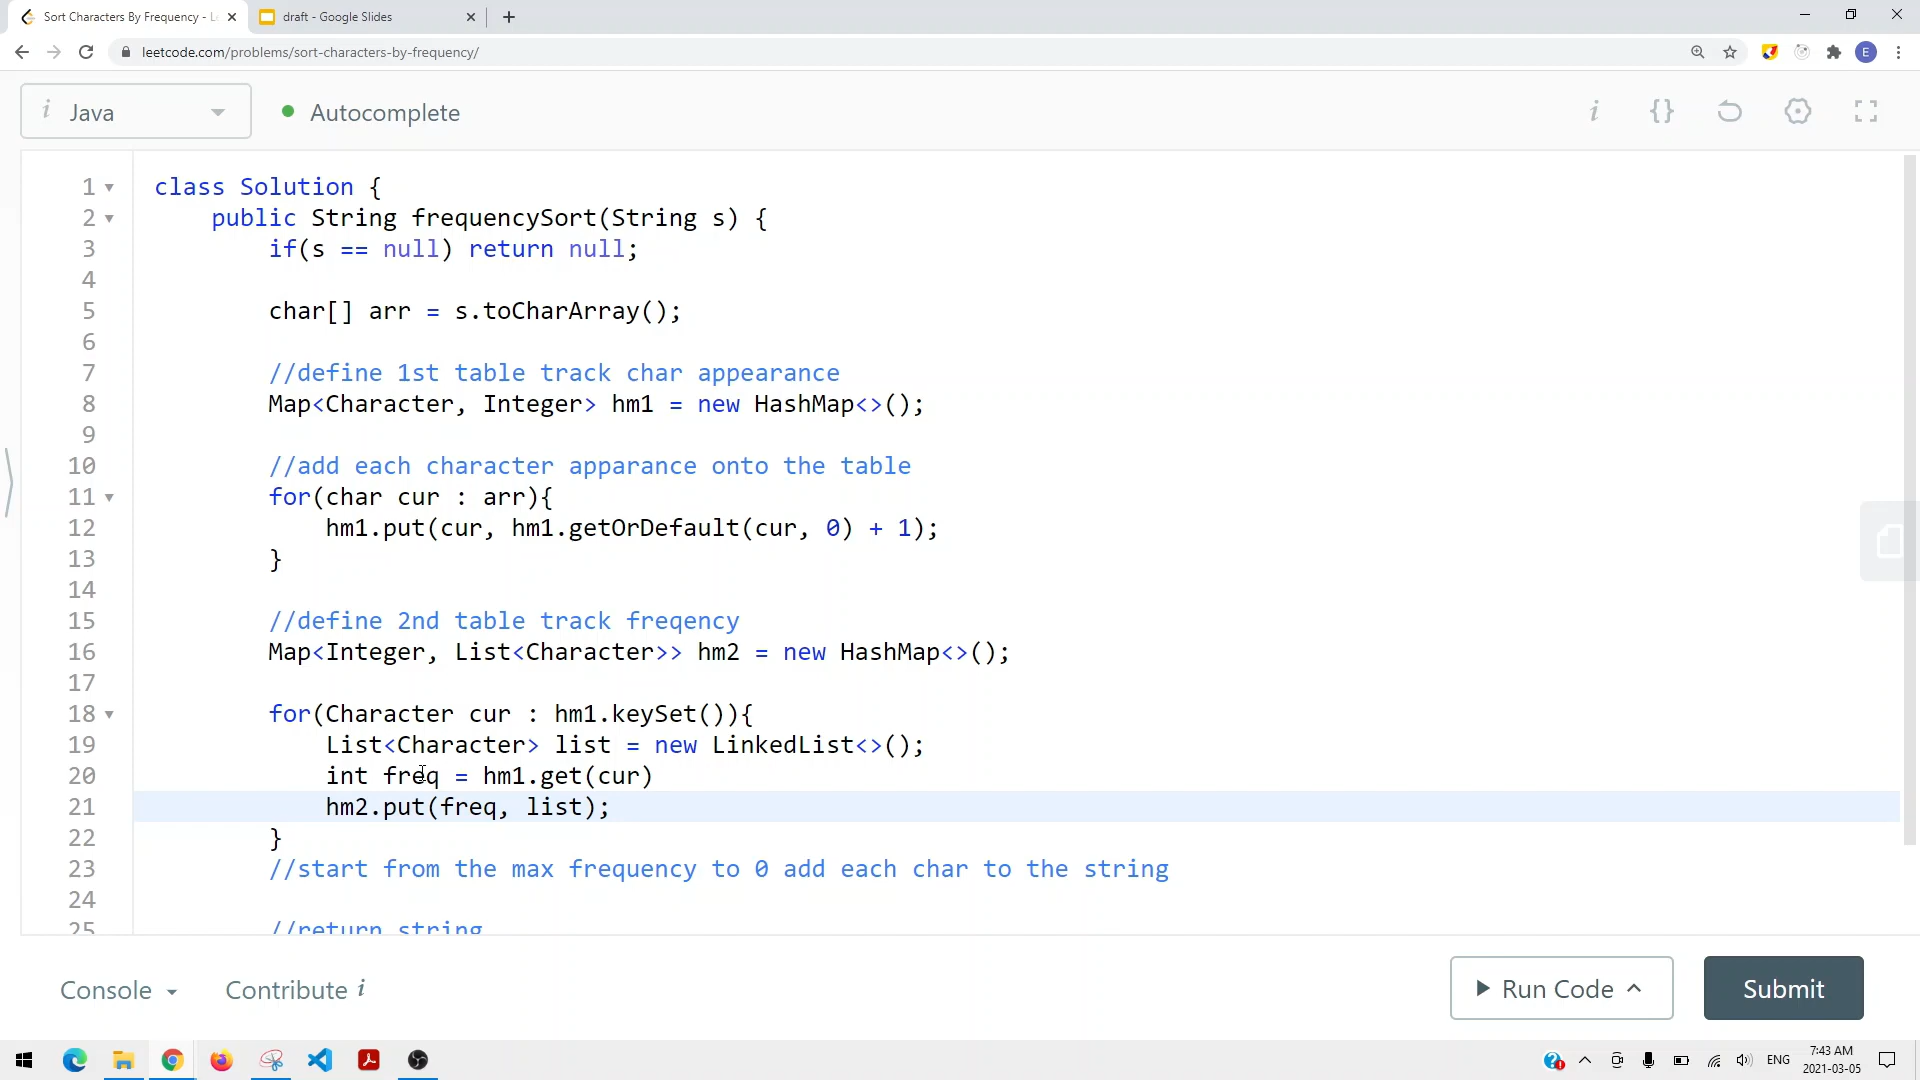 Sort Characters By Frequency - L
draft - Google Slides
leetcode.com/problems/sort-characters-by-frequency/
E
i Java
Autocomplete
i {}
1 class Solution {
2 public String frequencySort(String s) {
3 if(s == null) return null;
4
5 char[] arr = s.toCharArray();
6
7 //define 1st table track char appearance
8 Map<Character, Integer> hm1 = new HashMap<>();
9
10 //add each character apparance onto the table
11 for(char cur : arr){
12 hm1.put(cur, hm1.getOrDefault(cur, 0) + 1);
13 }
14
15 //define 2nd table track freqency
16 Map<Integer, List<Character>> hm2 = new HashMap<>();
17
18 for(Character cur : hm1.keySet()){
19 List<Character> list = new LinkedList<>();
20 int freq = hm1.get(cur)
21 hm2.put(freq, list);
22 }
23 //start from the max frequency to 0 add each char to the string
24
25 //return string
Console
Contribute i
Run Code
Submit
ENG
7:43 AM
2021-03-05